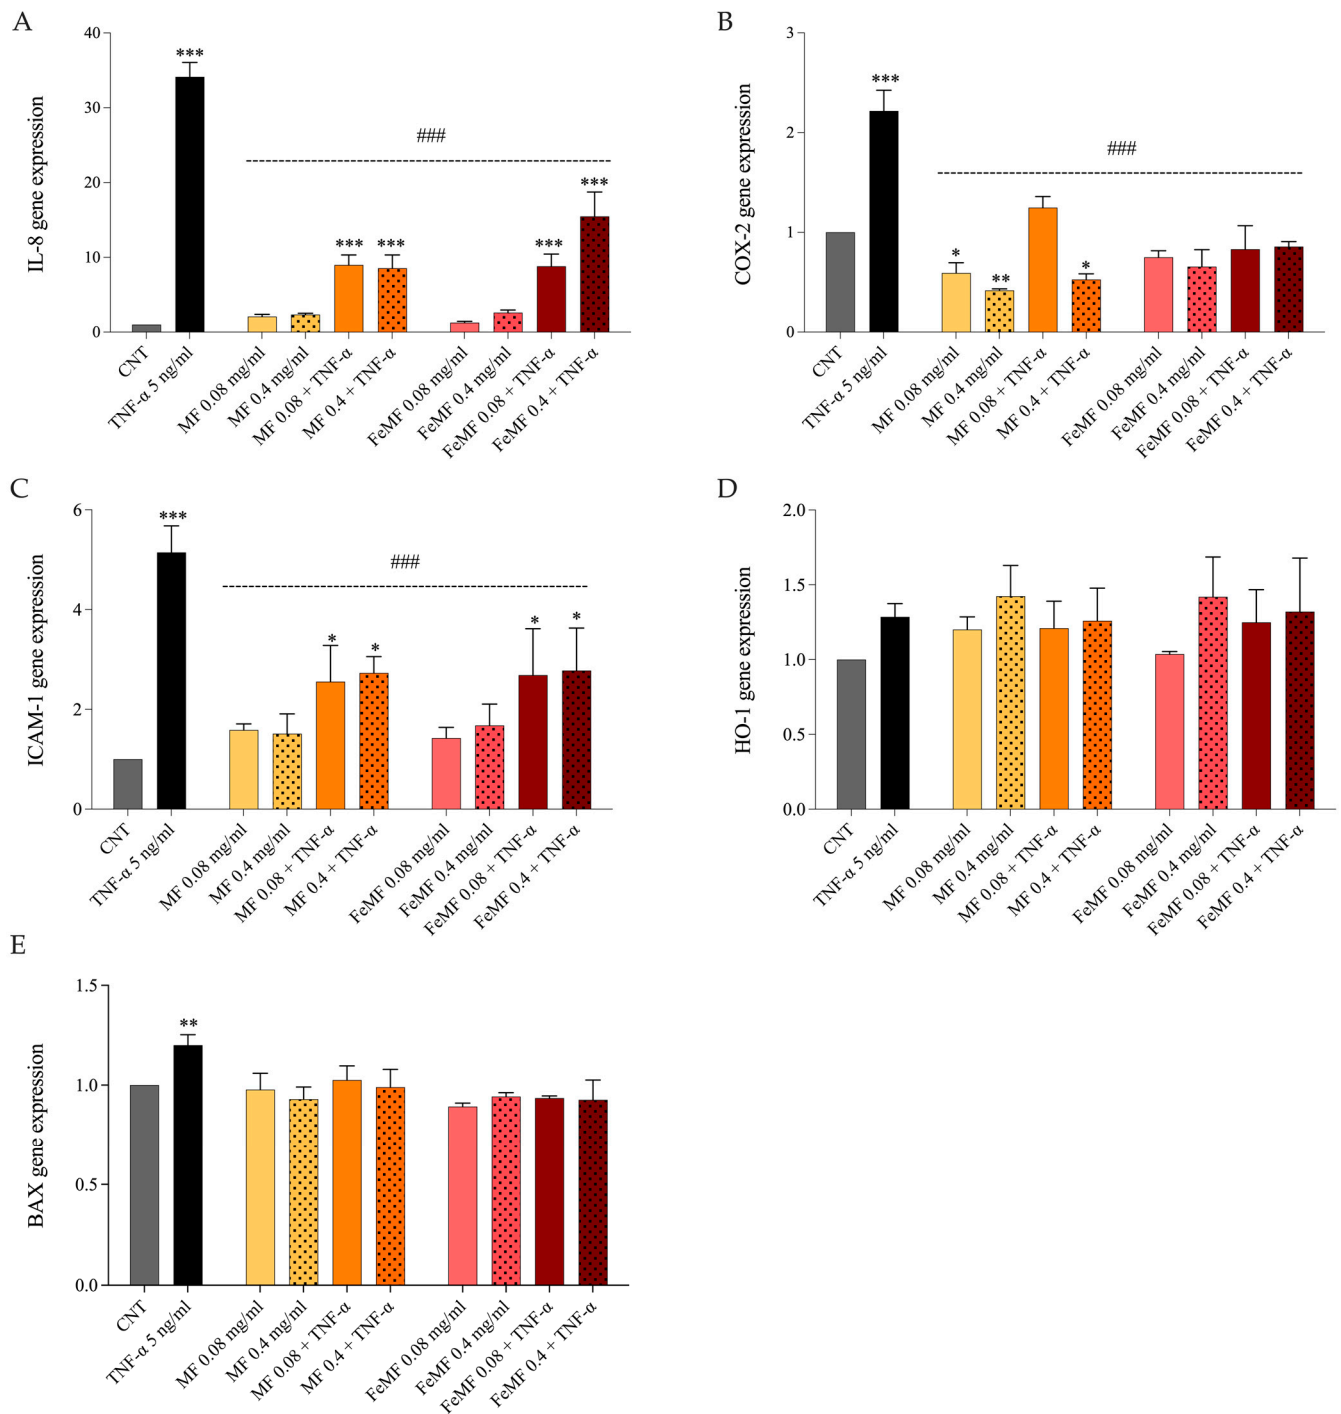 A
IL-8 gene expression
40
30
20
10
0
***
###
***
***
***
***
CNT
TNF-α 5 ng/ml
MF 0.08 mg/ml
MF 0.4 mg/ml
MF 0.08 + TNF-α
MF 0.4 + TNF-α
FeMF 0.08 mg/ml
FeMF 0.4 mg/ml
FeMF 0.08 + TNF-α
FeMF 0.4 + TNF-α
B
COX-2 gene expression
3
2
1
0
***
###
*
**
*
CNT
TNF-α 5 ng/ml
MF 0.08 mg/ml
MF 0.4 mg/ml
MF 0.08 + TNF-α
MF 0.4 + TNF-α
FeMF 0.08 mg/ml
FeMF 0.4 mg/ml
FeMF 0.08 + TNF-α
FeMF 0.4 + TNF-α
C
ICAM-1 gene expression
6
4
2
0
***
###
*
*
*
*
CNT
TNF-α 5 ng/ml
MF 0.08 mg/ml
MF 0.4 mg/ml
MF 0.08 + TNF-α
MF 0.4 + TNF-α
FeMF 0.08 mg/ml
FeMF 0.4 mg/ml
FeMF 0.08 + TNF-α
FeMF 0.4 + TNF-α
D
HO-1 gene expression
2.0
1.5
1.0
0.5
0.0
CNT
TNF-α 5 ng/ml
MF 0.08 mg/ml
MF 0.4 mg/ml
MF 0.08 + TNF-α
MF 0.4 + TNF-α
FeMF 0.08 mg/ml
FeMF 0.4 mg/ml
FeMF 0.08 + TNF-α
FeMF 0.4 + TNF-α
E
BAX gene expression
1.5
1.0
0.5
0.0
**
CNT
TNF-α 5 ng/ml
MF 0.08 mg/ml
MF 0.4 mg/ml
MF 0.08 + TNF-α
MF 0.4 + TNF-α
FeMF 0.08 mg/ml
FeMF 0.4 mg/ml
FeMF 0.08 + TNF-α
FeMF 0.4 + TNF-α